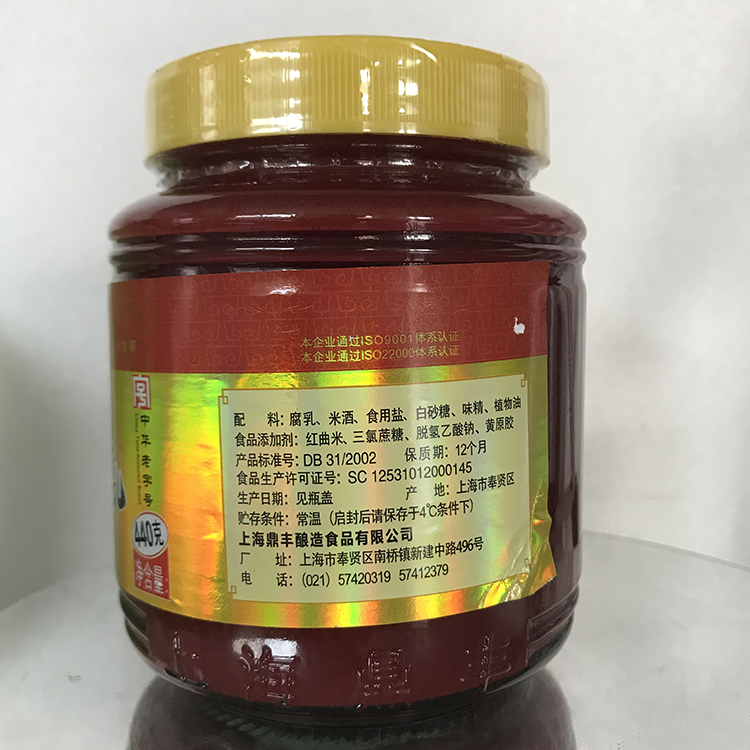 本企业通过ISO9001体系认证
本企业通过ISO22000体系认证
配 料:腐乳、米酒、食用盐、白砂糖、味精、植物油
食品添加剂:红曲米、三氯蔗糖、脱氢乙酸钠、黄原胶
产品标准号:DB 31/2002 保质期:12个月
食品生产许可证号:SC 12531012000145
生产日期:见瓶盖 产 地:上海市奉贤区
贮存条件:常温(启封后请保存于4℃条件下)
上海鼎丰酿造食品有限公司
厂 址:上海市奉贤区南桥镇新建中路496号
电 话:(021) 57420319 57412379
中华老字号
440克
净含量
上海鼎丰